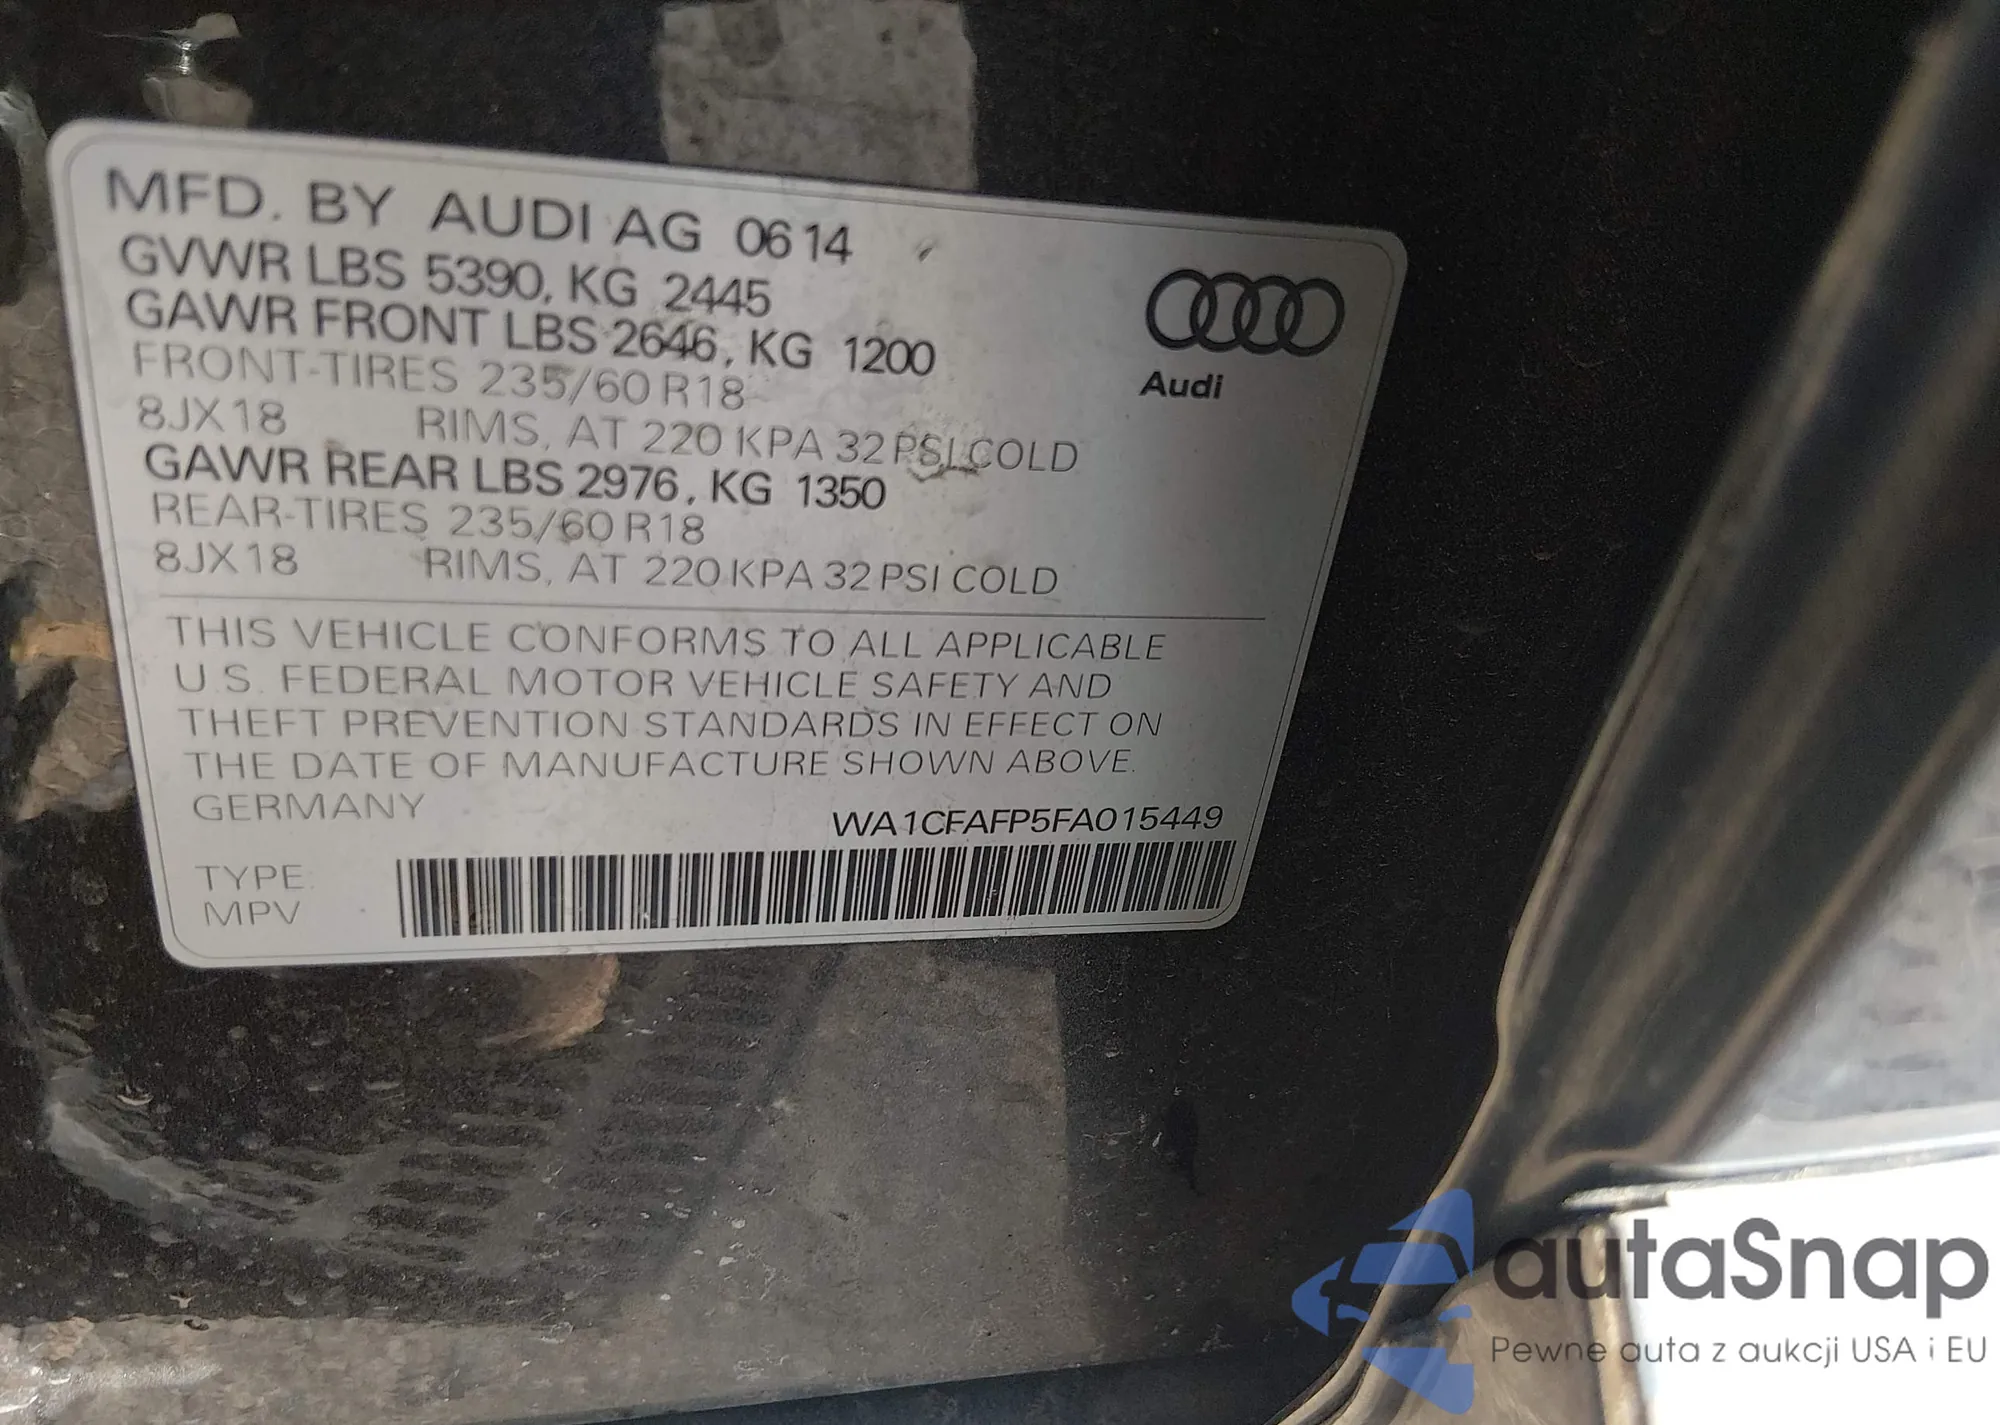 MFD. BY AUDI AG 0614
GVWR LBS 5390, KG 2445
GAWR FRONT LBS 2646, KG 1200
FRONT-TIRES 235/60 R18
8JX18 RIMS, AT 220 KPA 32 PSI COLD
GAWR REAR LBS 2976, KG 1350
REAR-TIRES 235/60 R18
8JX18 RIMS, AT 220 KPA 32 PSI COLD
Audi
THIS VEHICLE CONFORMS TO ALL APPLICABLE
U.S. FEDERAL MOTOR VEHICLE SAFETY AND
THEFT PREVENTION STANDARDS IN EFFECT ON
THE DATE OF MANUFACTURE SHOWN ABOVE.
GERMANY
WA1CFAFP5FA015449
TYPE:
MPV
autaSnap
Pewne auta z aukcji USA i EU